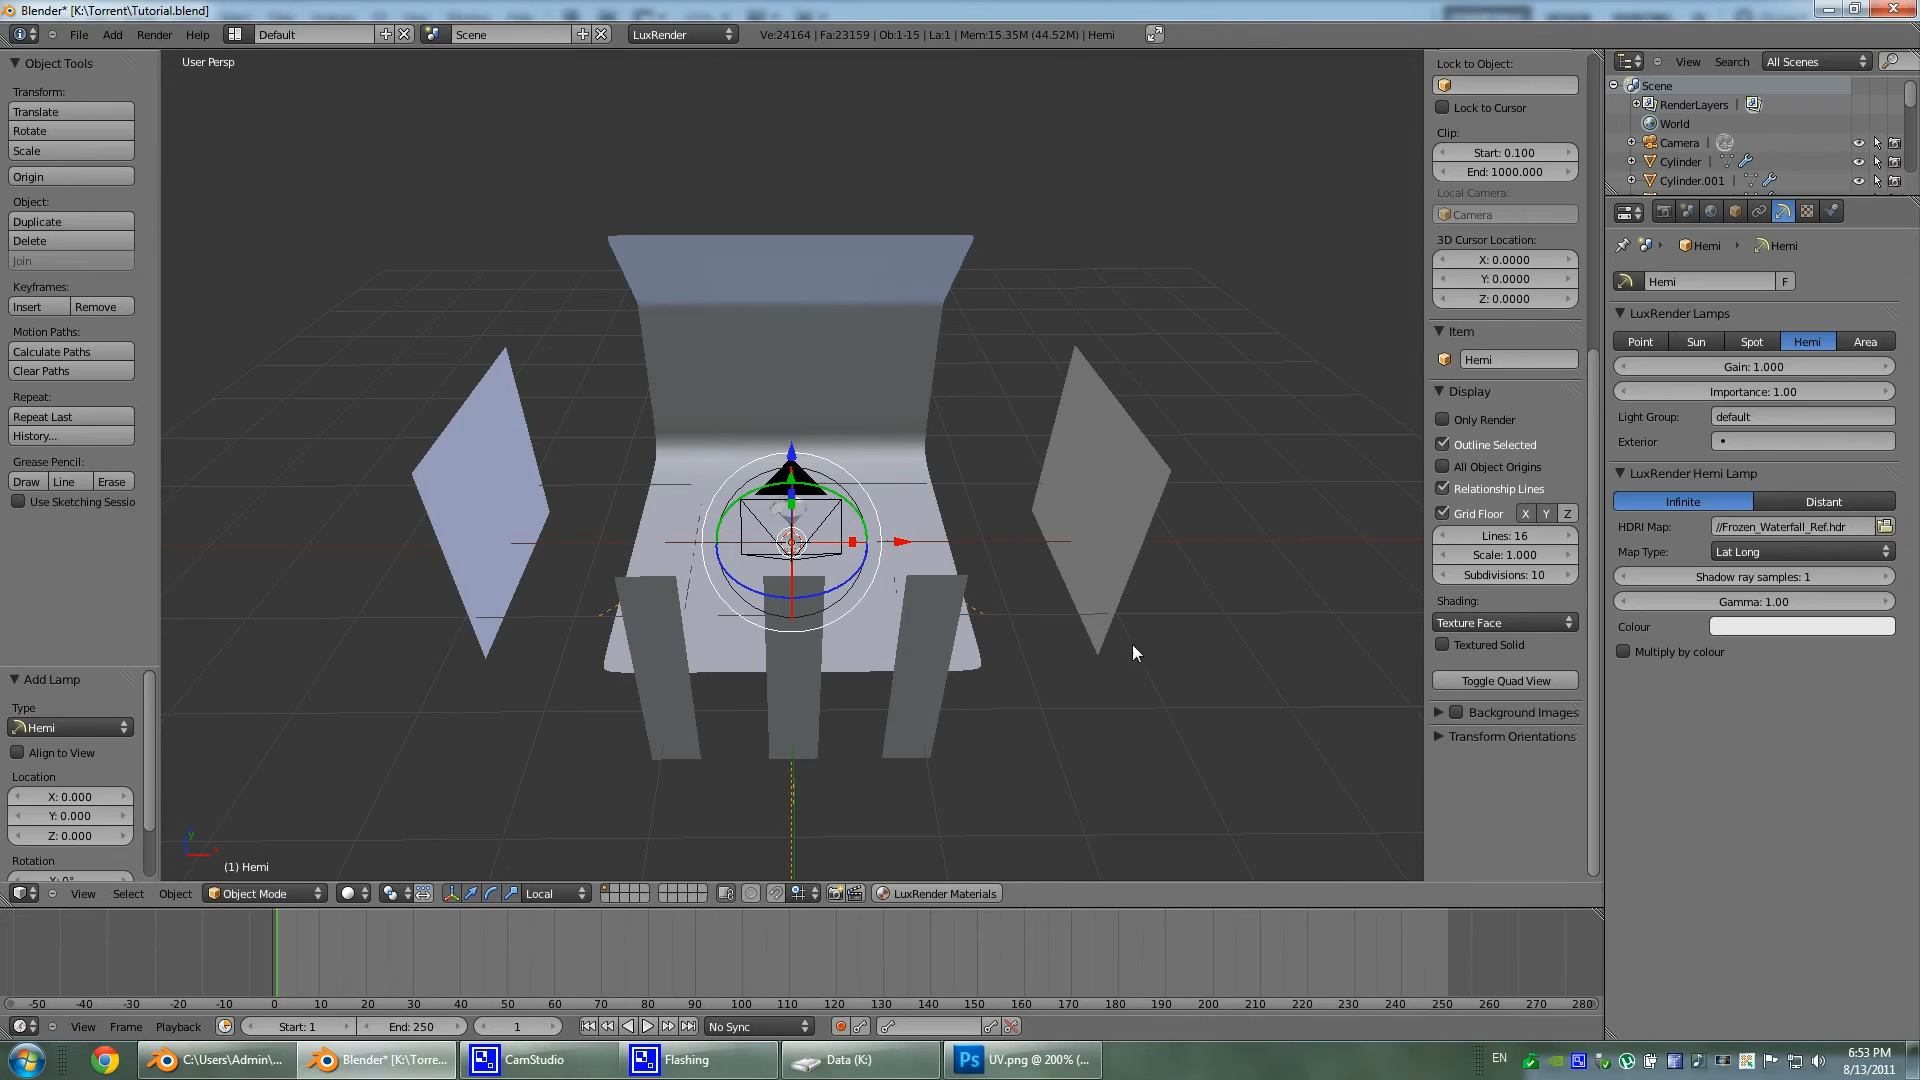 Blender* [K:\Torrent\Tutorial.blend]
File Add Render Help Default Scene LuxRender Ve:24164 | Fa:23159 | Ob:1-15 | La:1 | Mem:15.35M (44.52M) | Hemi
Object Tools
Transform:
Translate
Rotate
Scale
Origin
Object:
Duplicate
Delete
Join
Keyframes:
Insert Remove
Motion Paths:
Calculate Paths
Clear Paths
Repeat:
Repeat Last
History...
Grease Pencil:
Draw Line Erase
Use Sketching Sessio
Add Lamp
Type
Hemi
Align to View
Location
X: 0.000
Y: 0.000
Z: 0.000
Rotation
X: 0°
User Persp
y
(1) Hemi
Lock to Object:
Lock to Cursor
Clip:
Start: 0.100
End: 1000.000
Local Camera:
Camera
3D Cursor Location:
X: 0.0000
Y: 0.0000
Z: 0.0000
Item
Hemi
Display
Only Render
Outline Selected
All Object Origins
Relationship Lines
Grid Floor X Y Z
Lines: 16
Scale: 1.000
Subdivisions: 10
Shading:
Texture Face
Textured Solid
Toggle Quad View
Background Images
Transform Orientations
View Search All Scenes
Scene
RenderLayers |
World
Camera |
Cylinder |
Cylinder.001 |
Hemi Hemi
Hemi F
LuxRender Lamps
Point Sun Spot Hemi Area
Gain: 1.000
Importance: 1.00
Light Group: default
Exterior
LuxRender Hemi Lamp
Infinite Distant
HDRI Map: //Frozen_Waterfall_Ref.hdr
Map Type: Lat Long
Shadow ray samples: 1
Gamma: 1.00
Colour
Multiply by colour
View Select Object Object Mode Local LuxRender Materials
-50 -40 -30 -20 -10 0 10 20 30 40 50 60 70 80 90 100 110 120 130 140 150 160 170 180 190 200 210 220 230 240 250 260 270 280
View Frame Playback Start: 1 End: 250 1 No Sync
C:\Users\Admin\... Blender* [K:\Torre... CamStudio Flashing Data (K:) Ps UV.png @ 200% (... EN 6:53 PM
8/13/2011